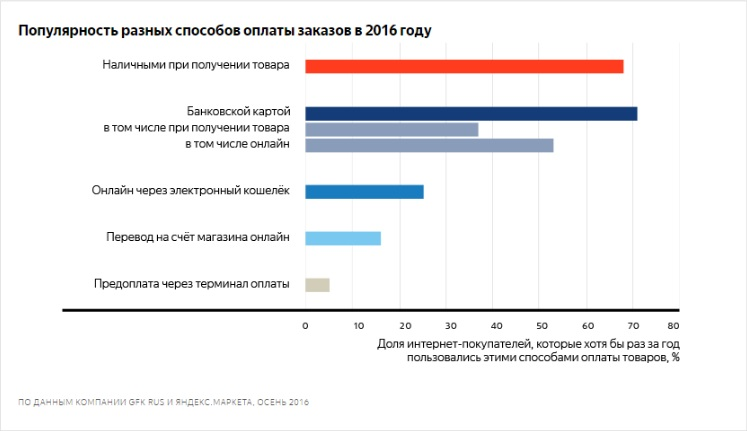 Популярность разных способов оплаты заказов в 2016 году
Наличными при получении товара
Банковской картой
в том числе при получении товара
в том числе онлайн
Онлайн через электронный кошелёк
Перевод на счёт магазина онлайн
Предоплата через терминал оплаты
0 10 20 30 40 50 60 70 80
Доля интернет-покупателей, которые хотя бы раз за год
пользовались этими способами оплаты товаров, %
ПО ДАННЫМ КОМПАНИИ GFK RUS И ЯНДЕКС.МАРКЕТА, ОСЕНЬ 2016